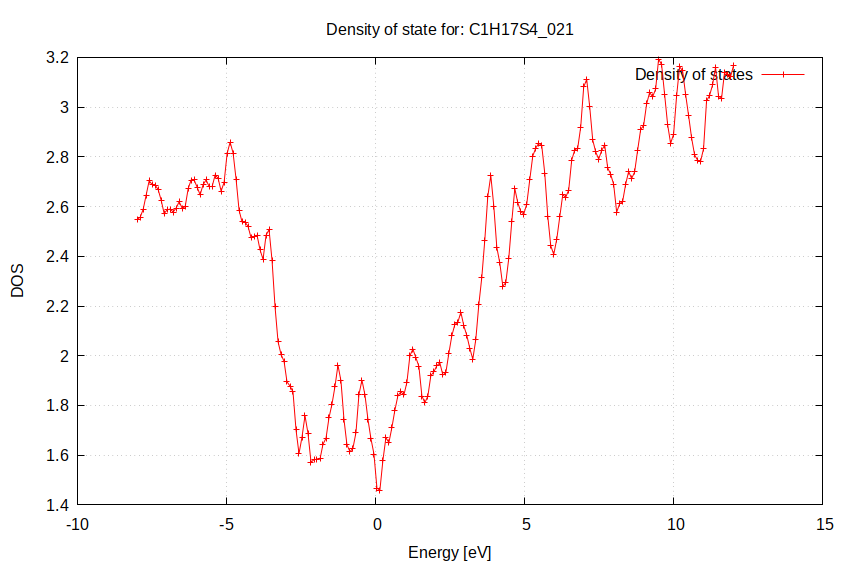 Density of state for: C1H17S4_021
Density of states
3.2
3
2.8
2.6
2.4
2.2
2
1.8
1.6
1.4
DOS
-10 -5 0 5 10 15
Energy [eV]